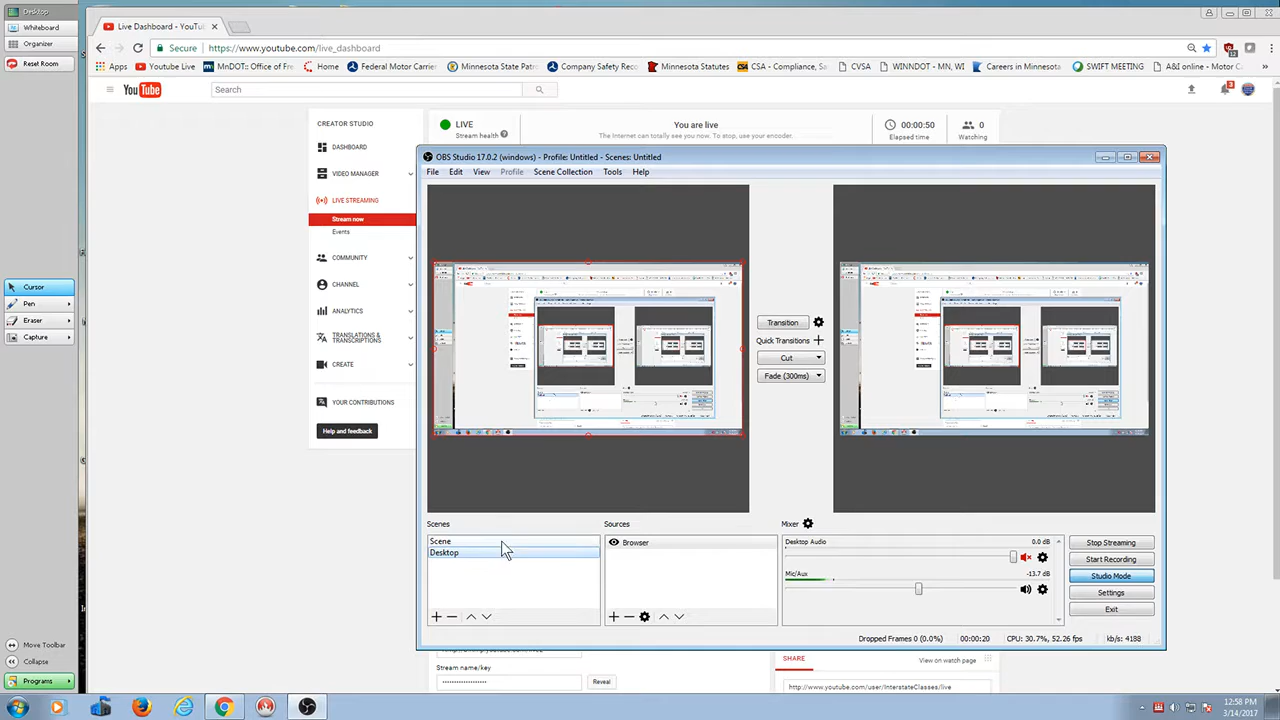 Desktop
Whiteboard
Organizer
Reset Room
Cursor
Pen
Eraser
Capture
Move Toolbar
Collapse
Programs
Live Dashboard - YouTu
Secure
https://www.youtube.com/live_dashboard
Apps
Youtube Live
MnDOT:: Office of Fre
Home
Federal Motor Carrier
Minnesota State Patr
Company Safety Reco
Minnesota Statutes
CSA - Compliance, Sa
CVSA
WINNDOT - MN, WI
Careers in Minnesota
SWIFT MEETING
A&I online - Motor C
You Tube
Search
CREATOR STUDIO
DASHBOARD
VIDEO MANAGER
LIVE STREAMING
Stream now
Events
COMMUNITY
CHANNEL
ANALYTICS
TRANSLATIONS &
TRANSCRIPTIONS
CREATE
YOUR CONTRIBUTIONS
Help and feedback
LIVE
Stream health
You are live
The Internet can totally see you now. To stop, use your encoder.
00:00:50
Elapsed time
0
Watching
OBS Studio 17.0.2 (windows) - Profile: Untitled - Scenes: Untitled
File Edit View Profile Scene Collection Tools Help
Transition
Quick Transitions
Cut
Fade (300ms)
Scenes
Scene
Desktop
Sources
Browser
Mixer
Desktop Audio 0.0 dB
Mic/Aux -13.7 dB
Stop Streaming
Start Recording
Studio Mode
Settings
Exit
Dropped Frames 0 (0.0%) 00:00:20 CPU: 30.7%, 52.26 fps kb/s: 4188
Stream name/key
Reveal
SHARE
View on watch page
http://www.youtube.com/user/InterstateClasses/live
12:58 PM
3/14/2017